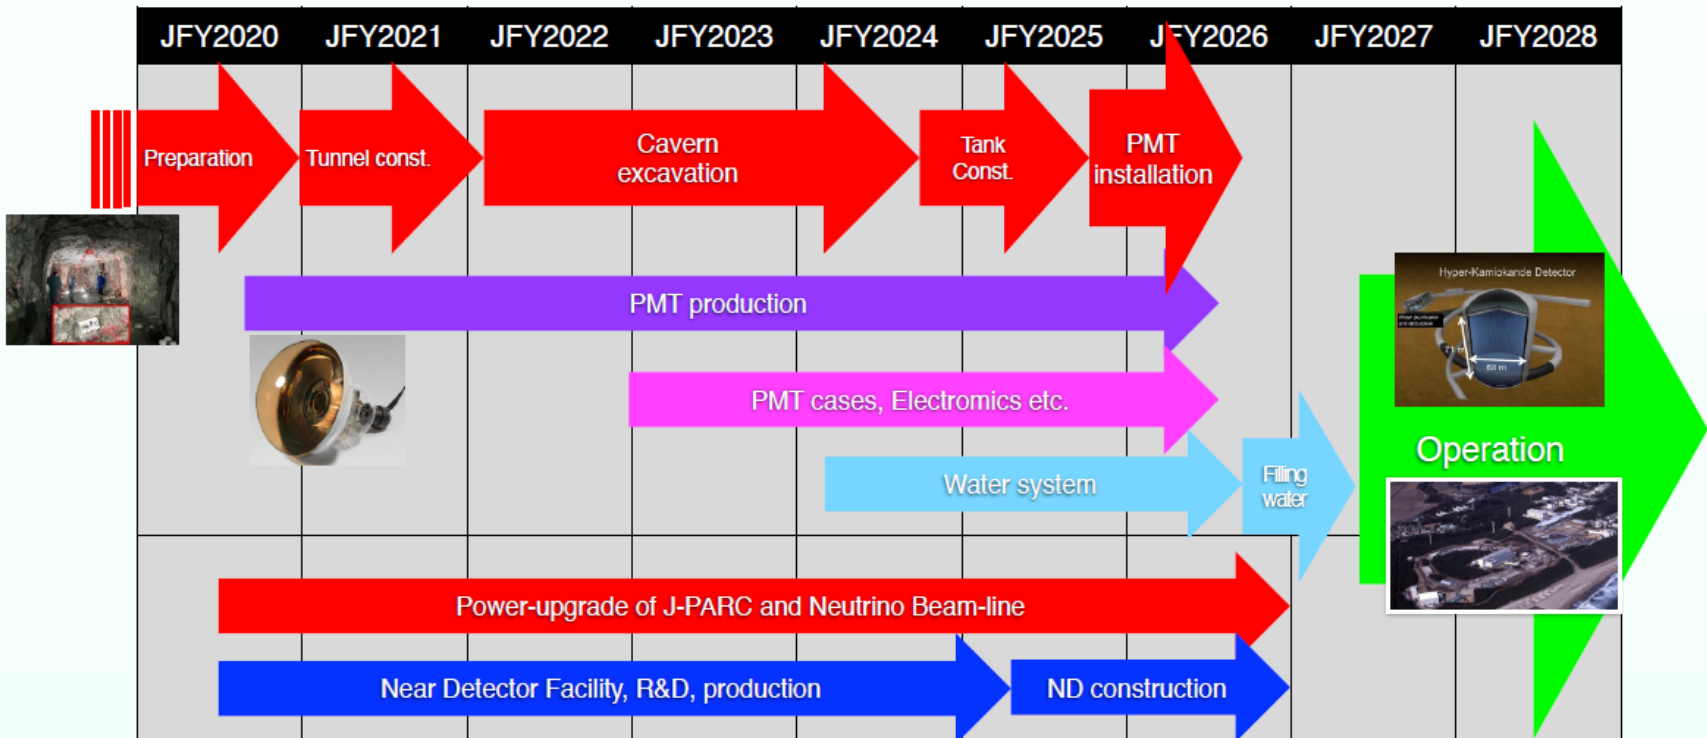 JFY2020 JFY2021 JFY2022 JFY2023 JFY2024 JFY2025 JFY2026 JFY2027 JFY2028
Preparation
Tunnel const.
Cavern
excavation
Tank
Const.
PMT
installation
PMT production
PMT cases, Electromics etc.
Water system
Filling
water
Hyper-Kamiokande Detector
68 m
Operation
Power-upgrade of J-PARC and Neutrino Beam-line
Near Detector Facility, R&D, production
ND construction